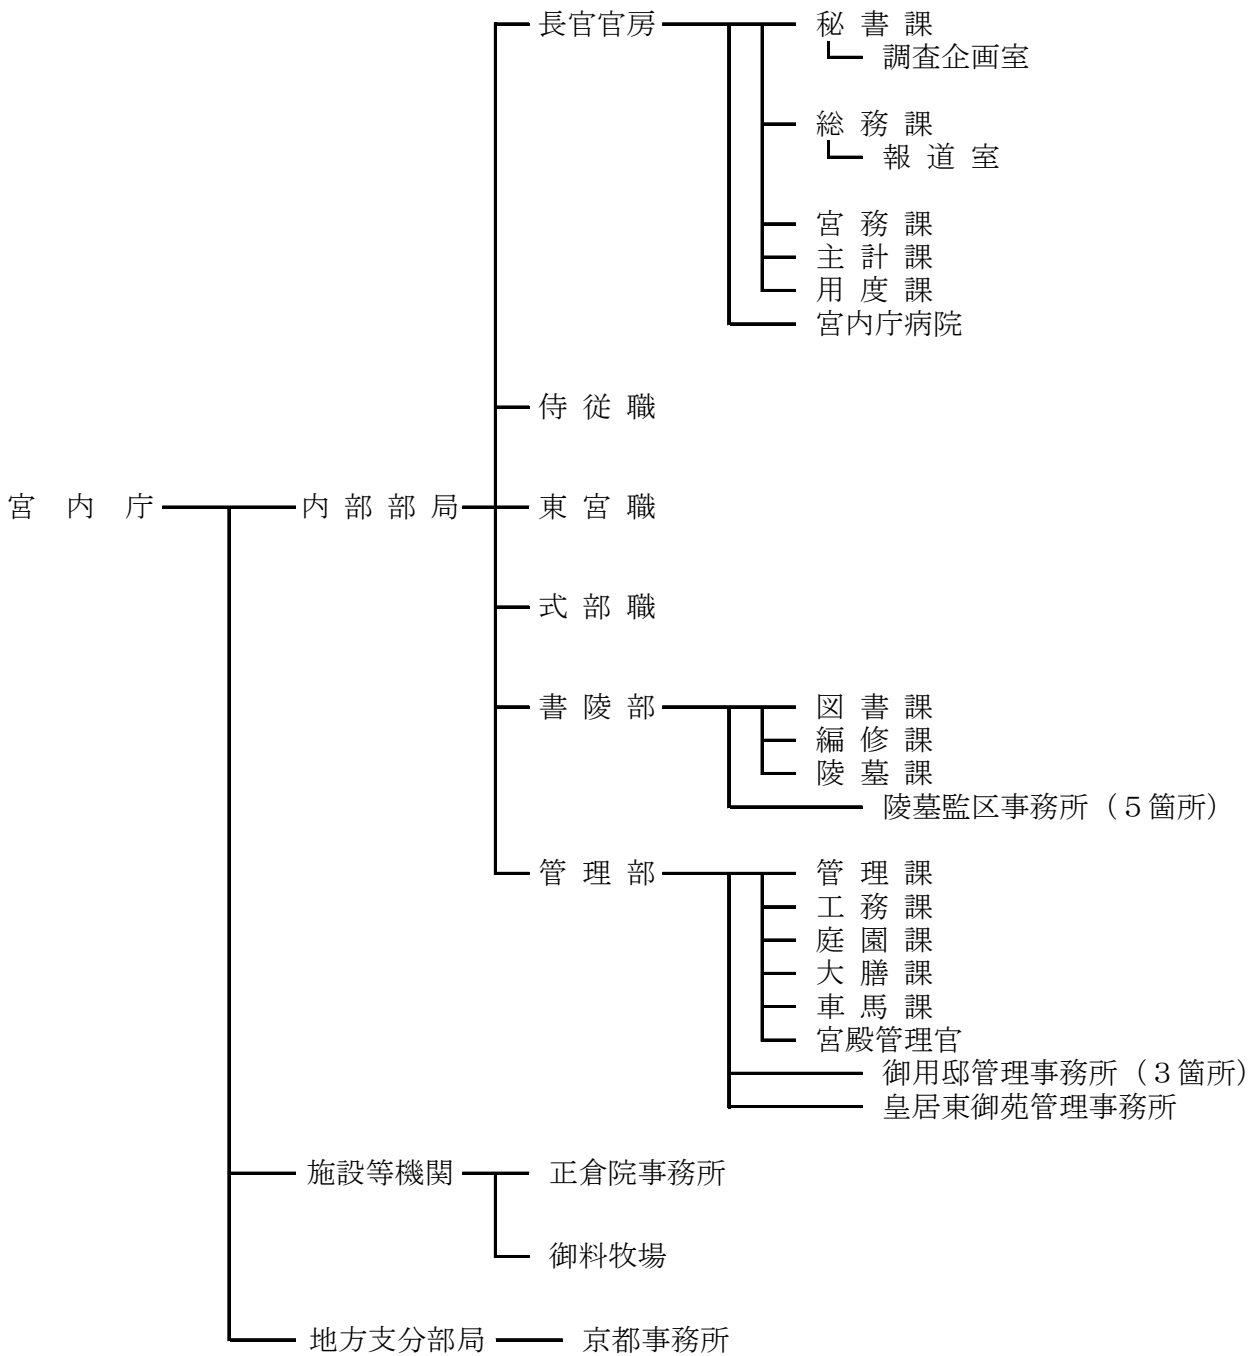 長官官房 秘書課
調査企画室
総務課
報道室
宮務課
主計課
用度課
宮内庁病院
侍従職
宮内庁 内部部局 東宮職
式部職
書陵部 図書課
編修課
陵墓課
陵墓監区事務所（５箇所）
管理部 管理課
工務課
庭園課
大膳課
車馬課
宮殿管理官
御用邸管理事務所（３箇所）
皇居東御苑管理事務所
施設等機関 正倉院事務所
御料牧場
地方支分部局 京都事務所